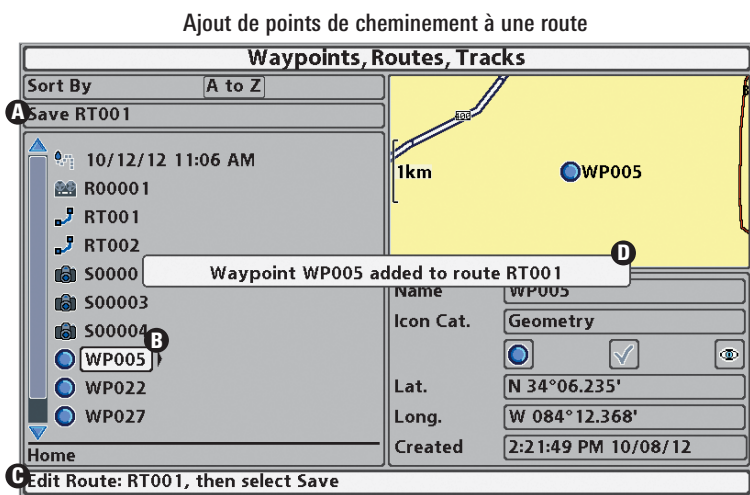 Ajout de points de cheminement à une route
Waypoints, Routes, Tracks
Sort By A to Z
A Save RT001
10/12/12 11:06 AM
R00001
RT001
RT002
S0000
S00003
S00004
B
WP005
WP022
WP027
Home
1km
WP005
D
Waypoint WP005 added to route RT001
Name WP005
Icon Cat. Geometry
Lat. N 34°06.235'
Long. W 084°12.368'
Created 2:21:49 PM 10/08/12
C Edit Route: RT001, then select Save